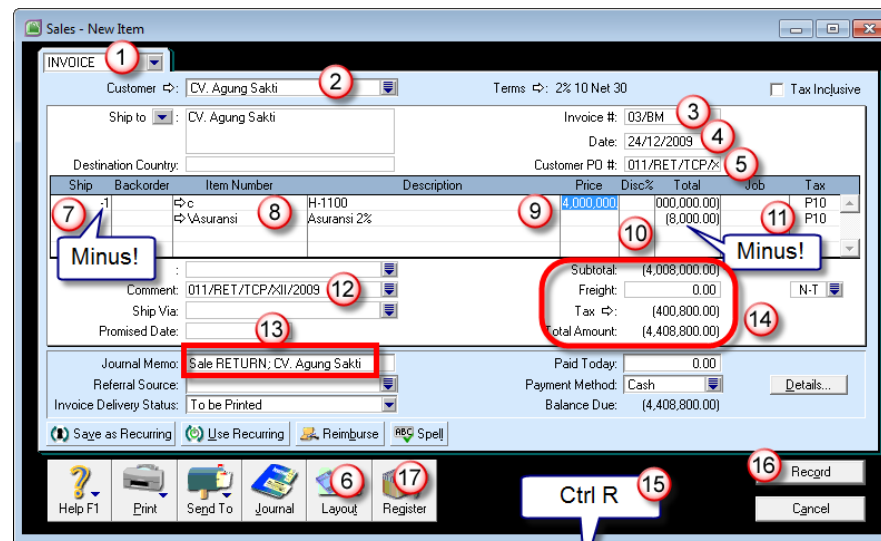 Sales - New Item
INVOICE 1
Customer : CV. Agung Sakti 2 Terms : 2% 10 Net 30 Tax Inclusive
Ship to : CV. Agung Sakti Invoice #: 03/BM 3
Date: 24/12/2009 4
Destination Country: Customer PO #: 011/RET/TCP/X 5
Ship Backorder Item Number Description Price Disc% Total Job Tax
7 -1 c 8 H-1100 9 4,000,000. 000,000.00) 11 P10
\Asuransi Asuransi 2% 10 (8,000.00) P10
Minus! Minus!
: Subtotal: (4,008,000.00)
Comment: 011/RET/TCP/XII/2009 12 Freight: 0.00 N-T
Ship Via: Tax : (400,800.00) 14
Promised Date: 13 Total Amount: (4,408,800.00)
Journal Memo: Sale RETURN; CV. Agung Sakti Paid Today: 0.00
Referral Source: Payment Method: Cash Details...
Invoice Delivery Status: To be Printed Balance Due: (4,408,800.00)
Save as Recurring Use Recurring Reimburse ABC Spell
6 17 Ctrl R 15 16 Record
Help F1 Print Send To Journal Layout Register Cancel